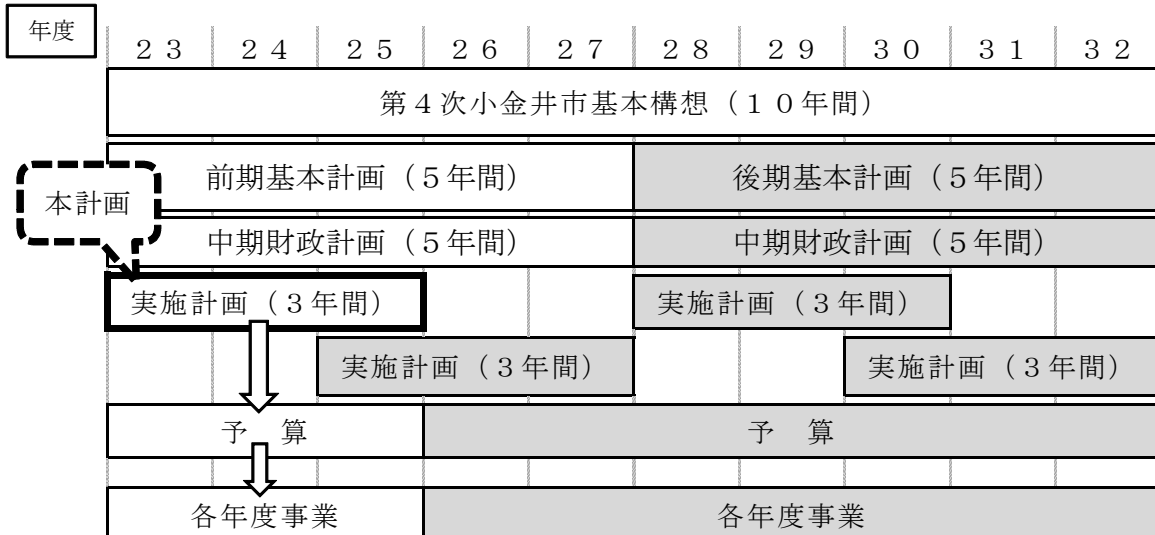 年度
２３ ２４ ２５ ２６ ２７ ２８ ２９ ３０ ３１ ３２
第４次小金井市基本構想（１０年間）
前期基本計画（５年間） 後期基本計画（５年間）
本計画
中期財政計画（５年間） 中期財政計画（５年間）
実施計画（３年間） 実施計画（３年間）
実施計画（３年間） 実施計画（３年間）
予　算 予　算
各年度事業 各年度事業